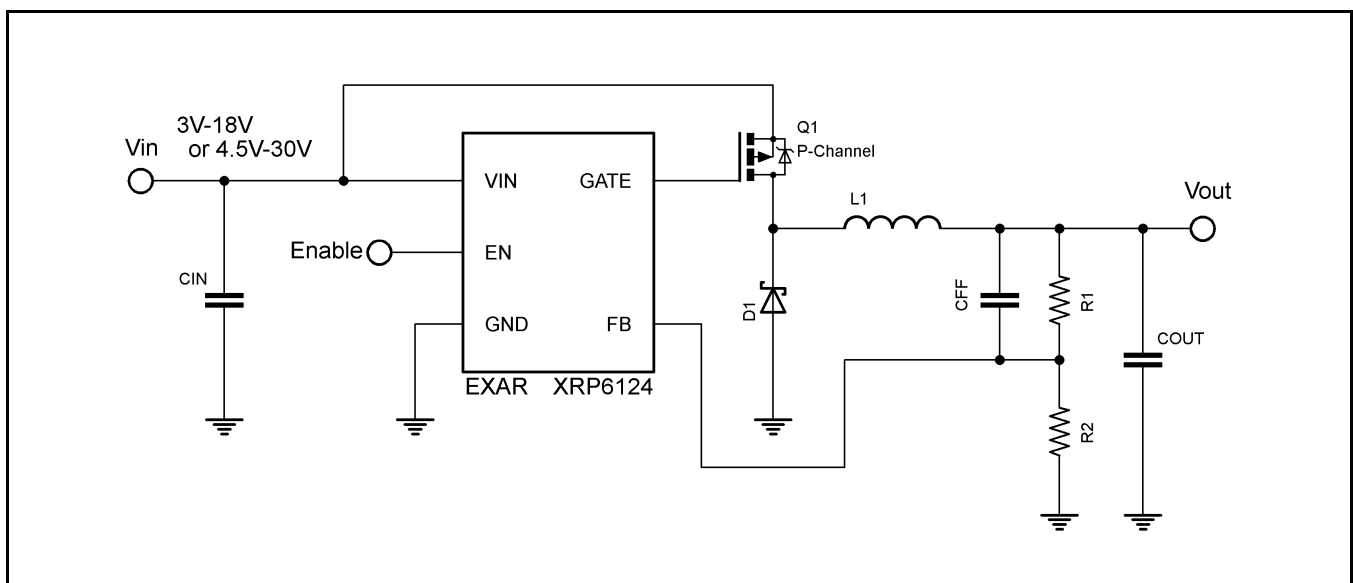 3V-18V
Vin or 4.5V-30V
Q1
P-Channel
VIN GATE
L1
Vout
Enable
EN
CIN
D1
CFF
R1
GND FB
COUT
EXAR XRP6124
R2